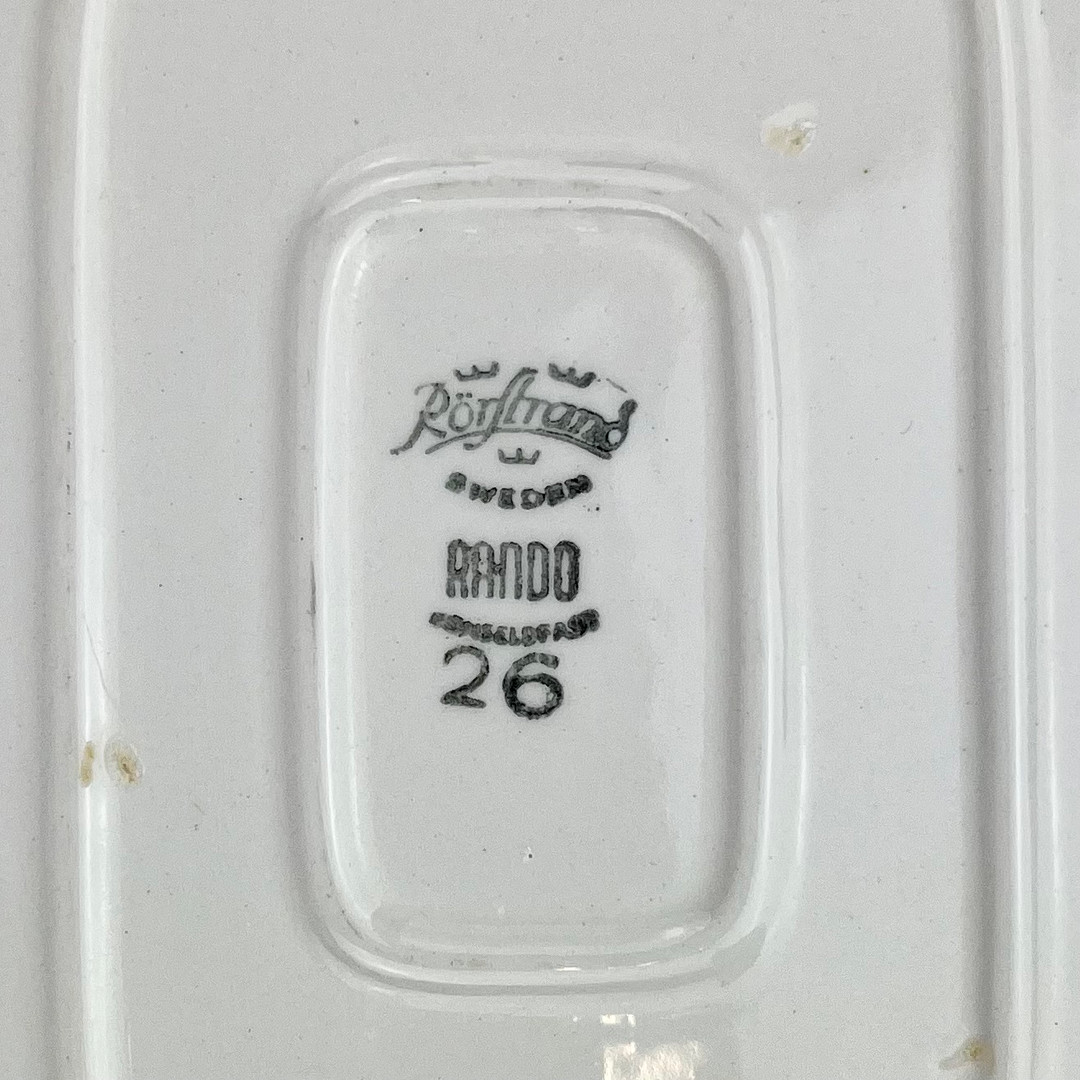 Rörstrand
SWEDEN
RANDO
26